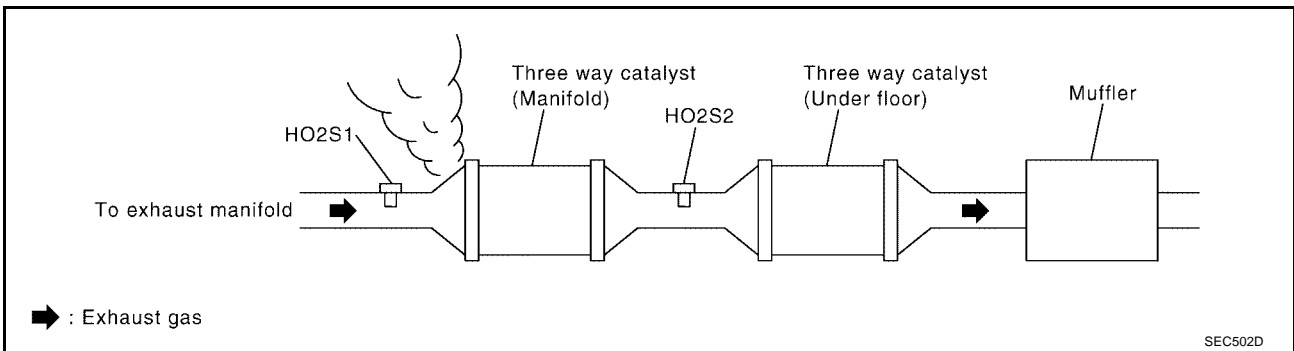 Three way catalyst
(Manifold)
Three way catalyst
(Under floor)
Muffler
HO2S1
HO2S2
To exhaust manifold
: Exhaust gas
SEC502D